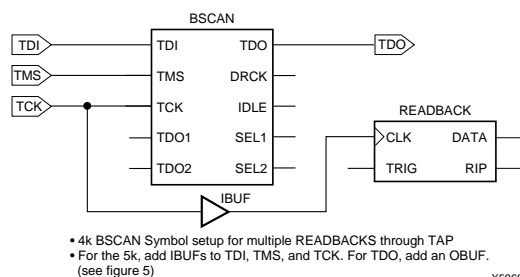 BSCAN
TDI
TDI
TDO
TDO
TMS
TMS
DRCK
TCK
TCK
IDLE
READBACK
TDO1
SEL1
CLK
DATA
TDO2
SEL2
TRIG
RIP
IBUF
• 4k BSCAN Symbol setup for multiple READBACKS through TAP
• For the 5k, add IBUFs to TDI, TMS, and TCK. For TDO, add an OBUF.
(see figure 5)